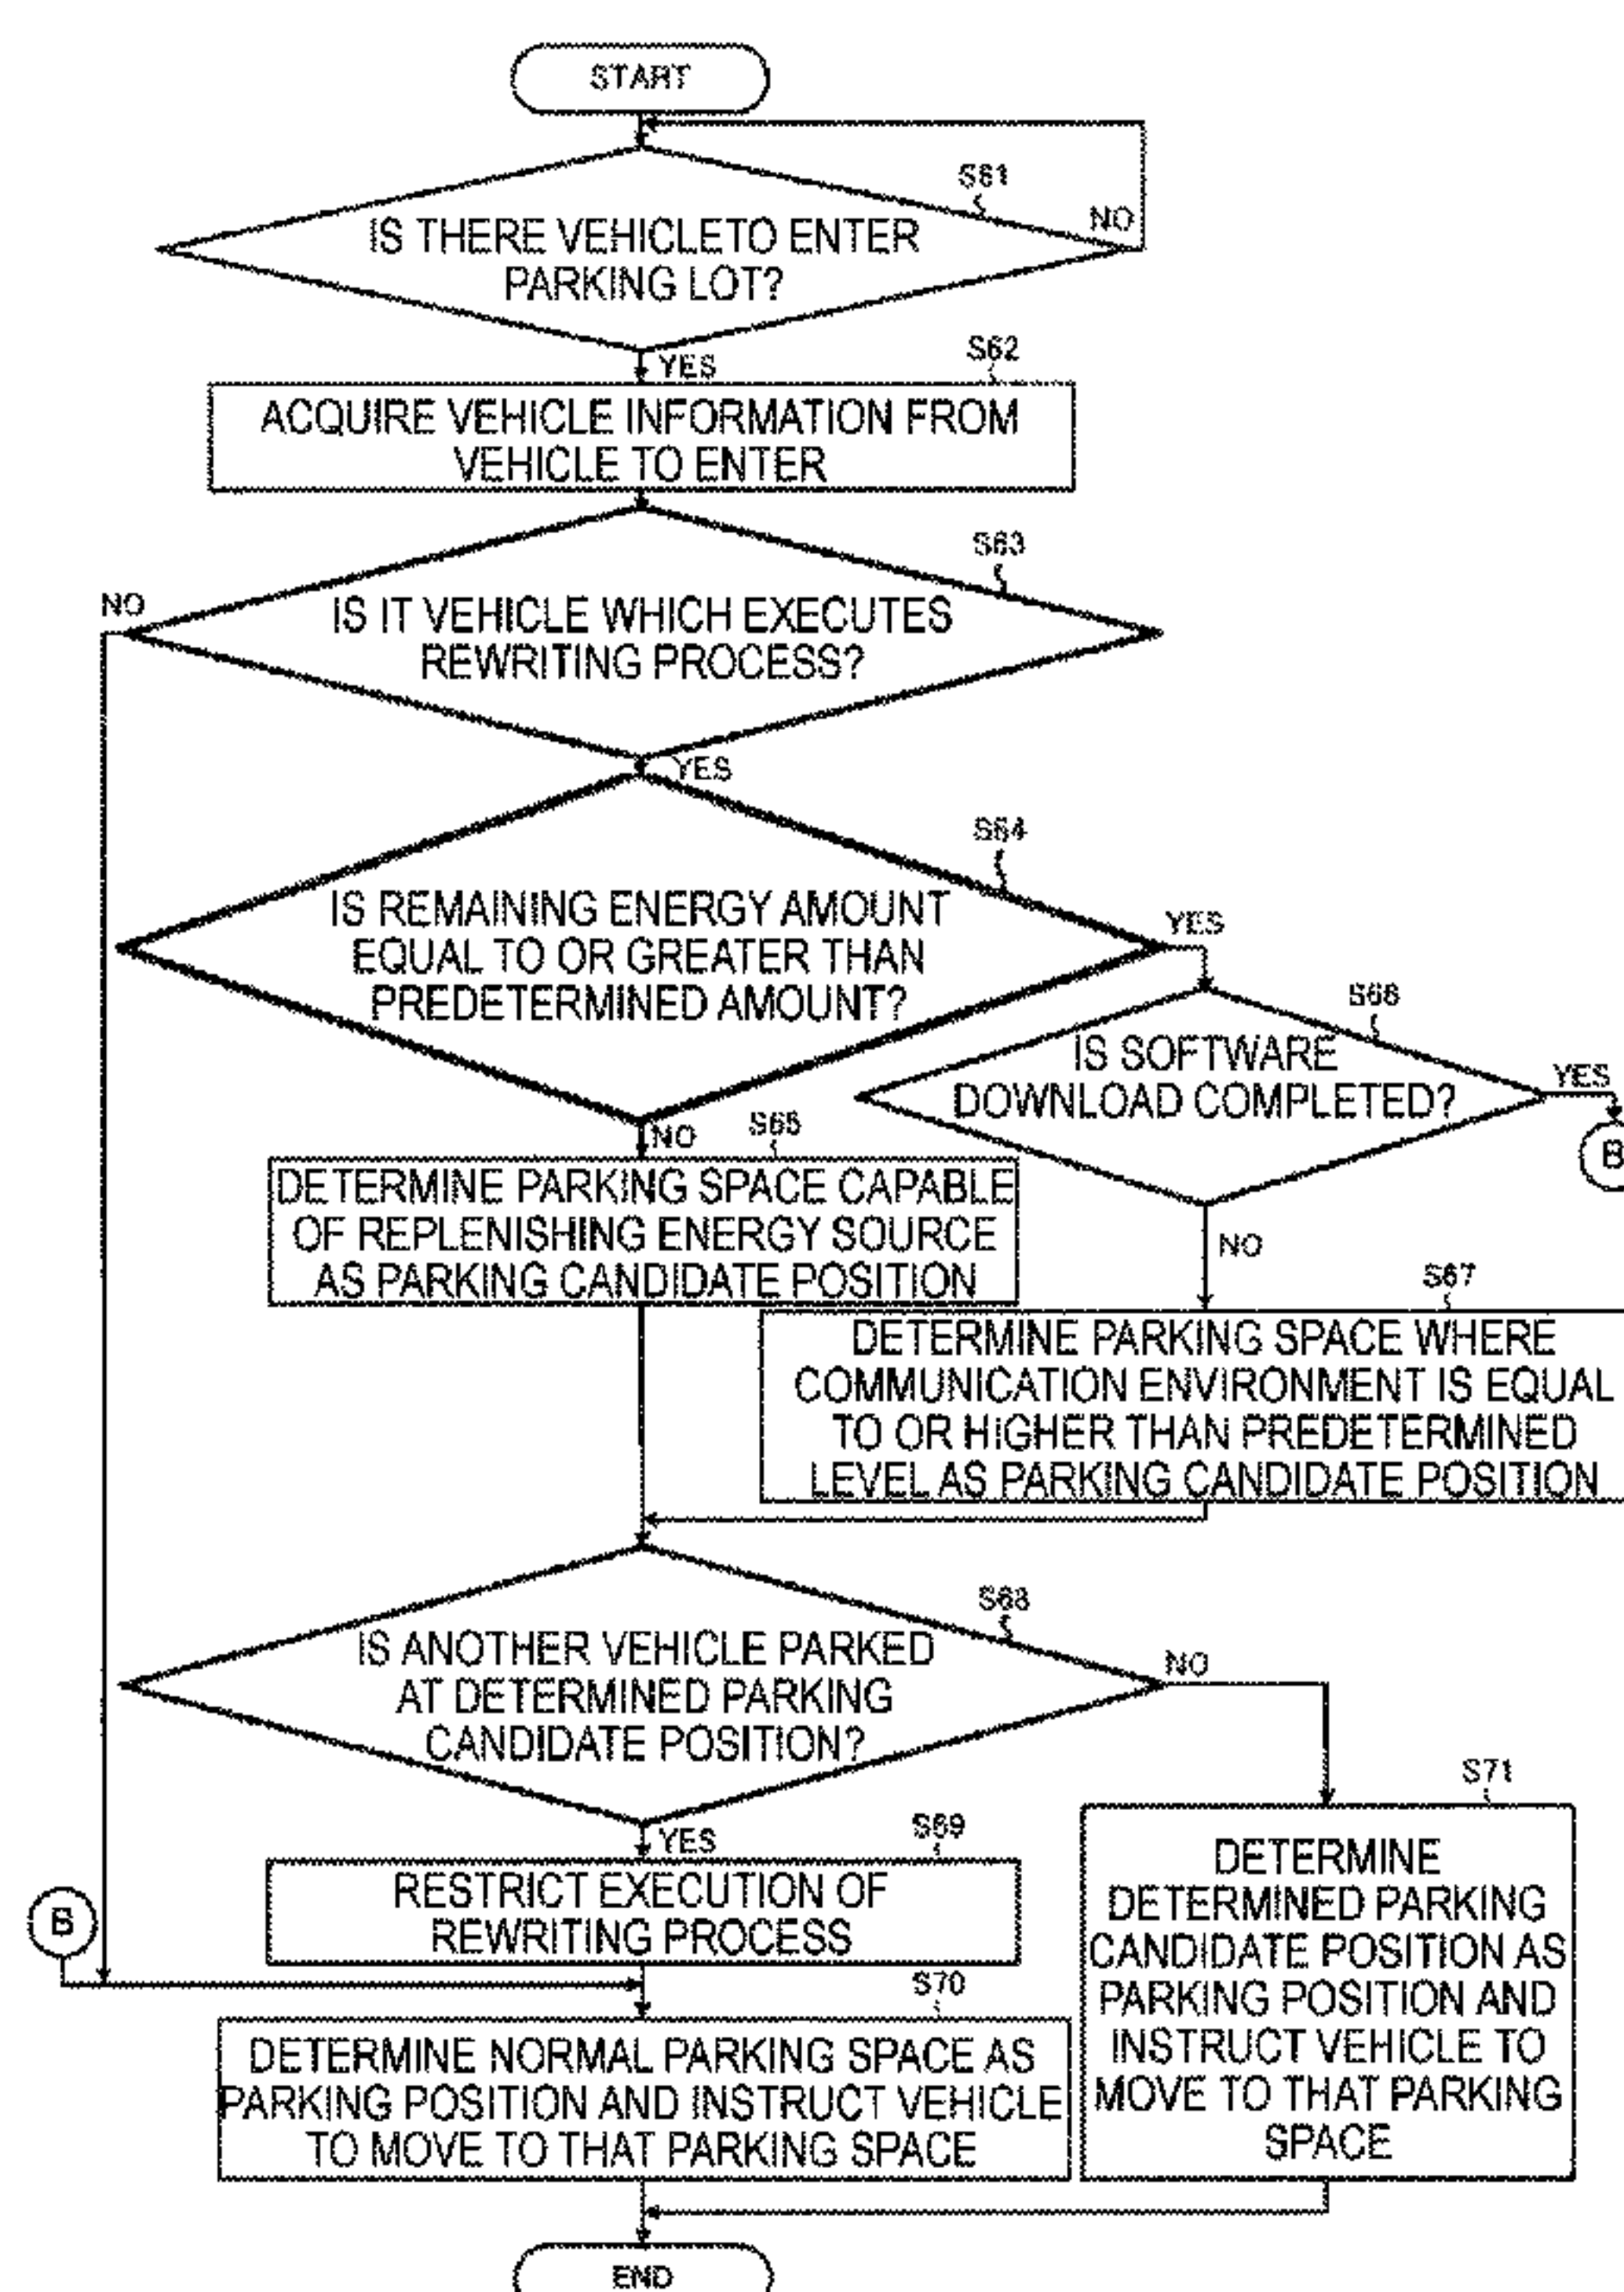 START
S61
IS THERE VEHICLETO ENTER
PARKING LOT?
NO
YES
S62
ACQUIRE VEHICLE INFORMATION FROM
VEHICLE TO ENTER
S63
NO
IS IT VEHICLE WHICH EXECUTES
REWRITING PROCESS?
YES
S64
IS REMAINING ENERGY AMOUNT
EQUAL TO OR GREATER THAN
PREDETERMINED AMOUNT?
YES
S66
IS SOFTWARE
DOWNLOAD COMPLETED?
YES
B
NO
S65
DETERMINE PARKING SPACE CAPABLE
OF REPLENISHING ENERGY SOURCE
AS PARKING CANDIDATE POSITION
NO
S67
DETERMINE PARKING SPACE WHERE
COMMUNICATION ENVIRONMENT IS EQUAL
TO OR HIGHER THAN PREDETERMINED
LEVEL AS PARKING CANDIDATE POSITION
S68
IS ANOTHER VEHICLE PARKED
AT DETERMINED PARKING
CANDIDATE POSITION?
NO
YES
S69
RESTRICT EXECUTION OF
REWRITING PROCESS
B
S70
DETERMINE NORMAL PARKING SPACE AS
PARKING POSITION AND INSTRUCT VEHICLE
TO MOVE TO THAT PARKING SPACE
S71
DETERMINE
DETERMINED PARKING
CANDIDATE POSITION AS
PARKING POSITION AND
INSTRUCT VEHICLE TO
MOVE TO THAT PARKING
SPACE
END